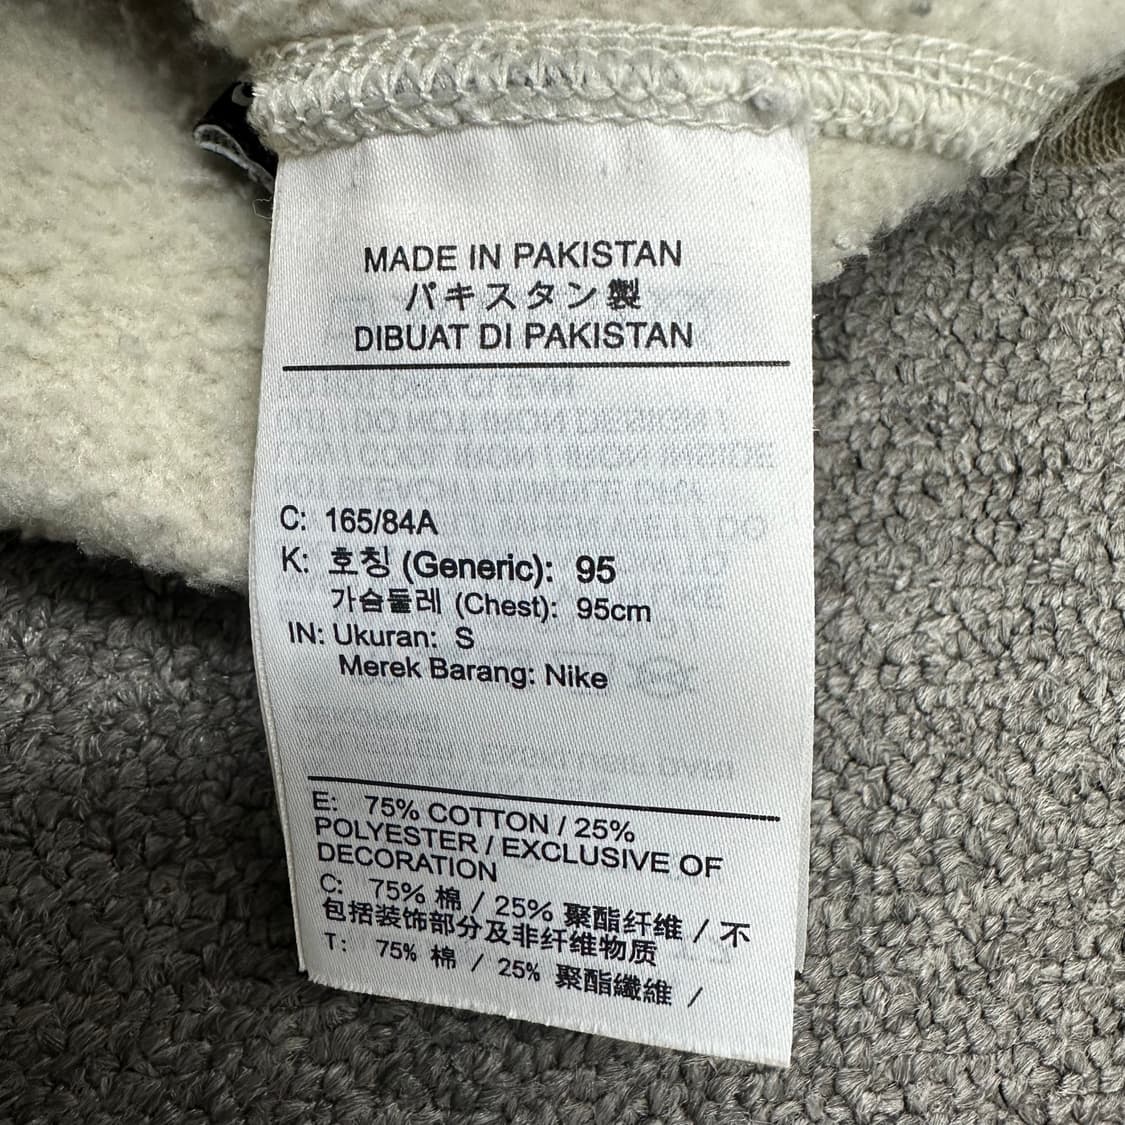 MADE IN PAKISTAN
パキスタン製
DIBUAT DI PAKISTAN
C: 165/84A
K: 호칭 (Generic): 95
가슴둘레 (Chest): 95cm
IN: Ukuran: S
Merek Barang: Nike
E: 75% COTTON / 25%
POLYESTER / EXCLUSIVE OF
DECORATION
C: 75% 棉 / 25% 聚酯纤维 / 不
包括装饰部分及非纤维物质
T: 75% 棉 / 25% 聚酯纖維 /